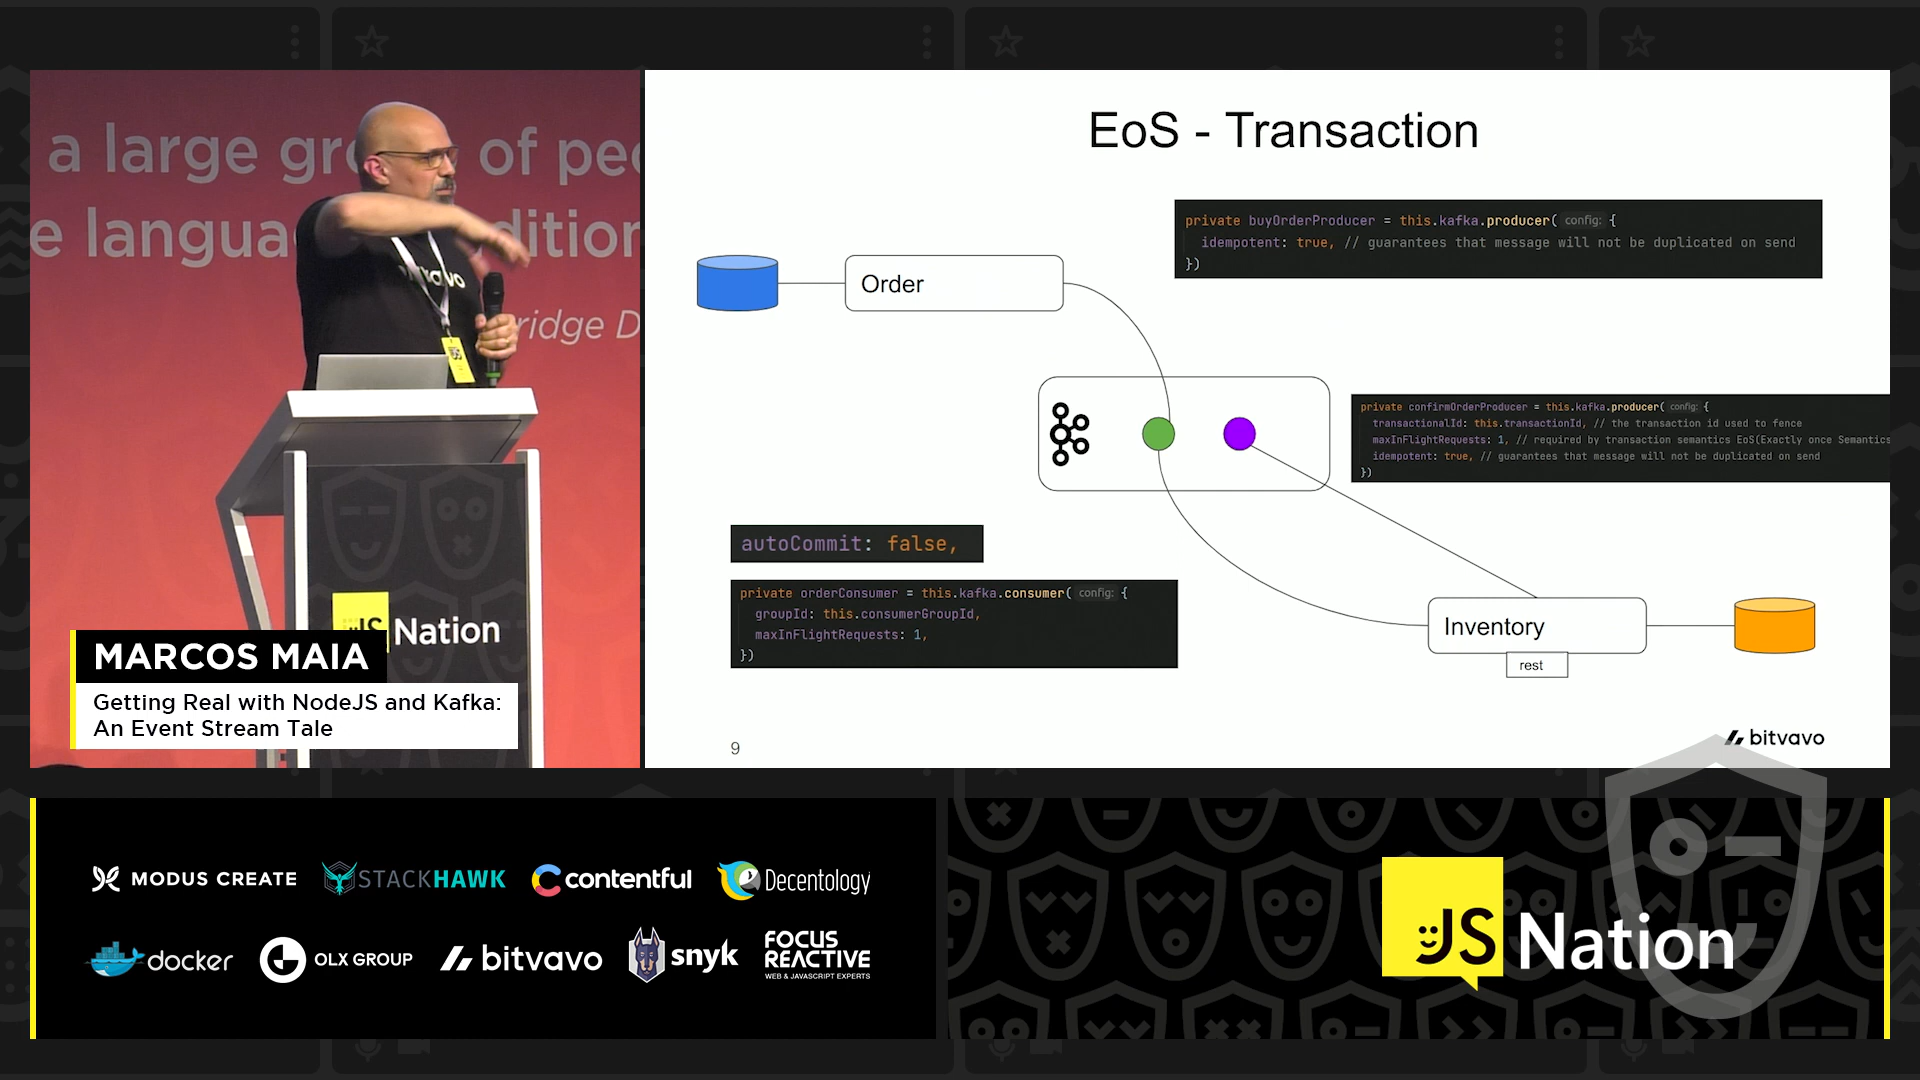 a large gr of pe
e langua dition
ridge D
bitvavo
JS Nation
MARCOS MAIA
Getting Real with NodeJS and Kafka:
An Event Stream Tale
EoS - Transaction
private buyOrderProducer = this.kafka.producer( config: {
idempotent: true, // guarantees that message will not be duplicated on send
})
Order
private confirmOrderProducer = this.kafka.producer( config: {
transactionalId: this.transactionId, // the transaction id used to fence
maxInFlightRequests: 1, // required by transaction semantics EoS(Exactly once Semantics
idempotent: true, // guarantees that message will not be duplicated on send
})
autoCommit: false,
private orderConsumer = this.kafka.consumer( config: {
groupId: this.consumerGroupId,
maxInFlightRequests: 1,
})
Inventory
rest
9
bitvavo
MODUS CREATE
STACKHAWK
contentful
Decentology
docker
OLX GROUP
bitvavo
snyk
FOCUS
REACTIVE
WEB & JAVASCRIPT EXPERTS
JS Nation